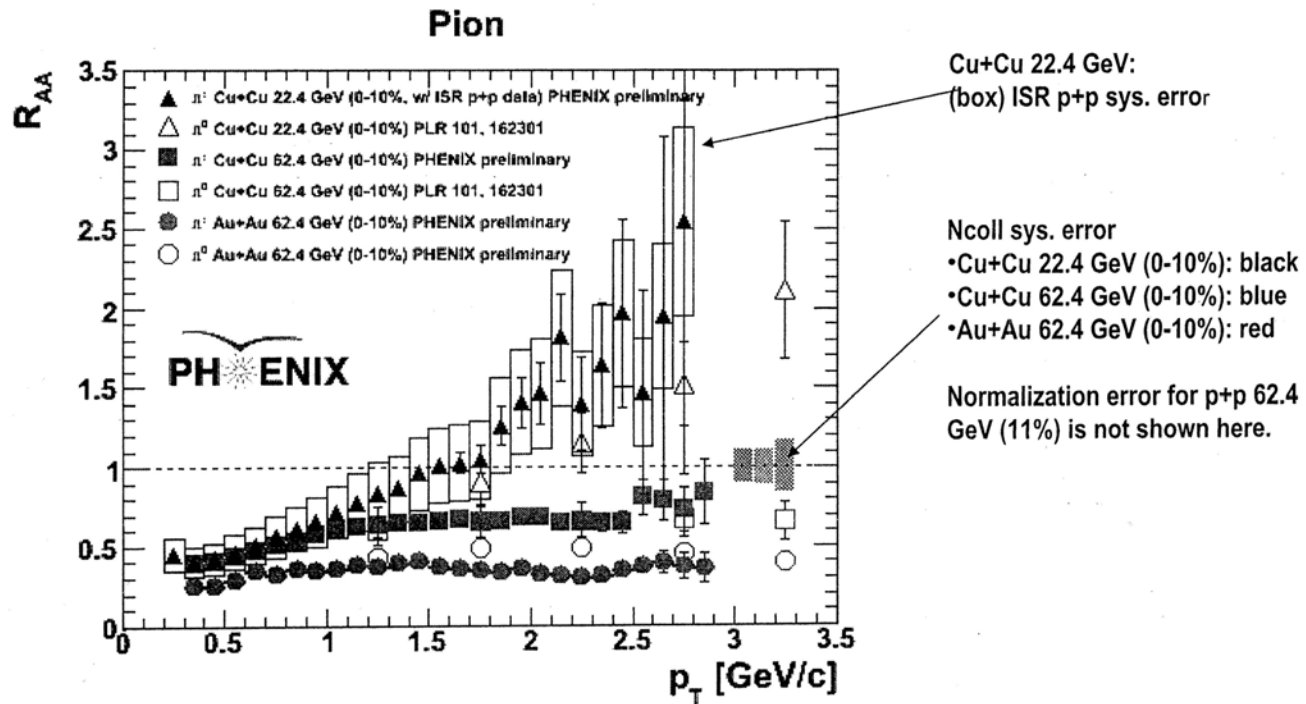 Pion
R_AA
3.5
3
2.5
2
1.5
1
0.5
0
π± Cu+Cu 22.4 GeV (0-10%, w/ ISR p+p data) PHENIX preliminary
π⁰ Cu+Cu 22.4 GeV (0-10%) PLR 101, 162301
π± Cu+Cu 62.4 GeV (0-10%) PHENIX preliminary
π⁰ Cu+Cu 62.4 GeV (0-10%) PLR 101, 162301
π± Au+Au 62.4 GeV (0-10%) PHENIX preliminary
π⁰ Au+Au 62.4 GeV (0-10%) PHENIX preliminary
PHENIX
0 0.5 1 1.5 2 2.5 3 3.5
p_T [GeV/c]
Cu+Cu 22.4 GeV:
(box) ISR p+p sys. error
Ncoll sys. error
•Cu+Cu 22.4 GeV (0-10%): black
•Cu+Cu 62.4 GeV (0-10%): blue
•Au+Au 62.4 GeV (0-10%): red
Normalization error for p+p 62.4
GeV (11%) is not shown here.